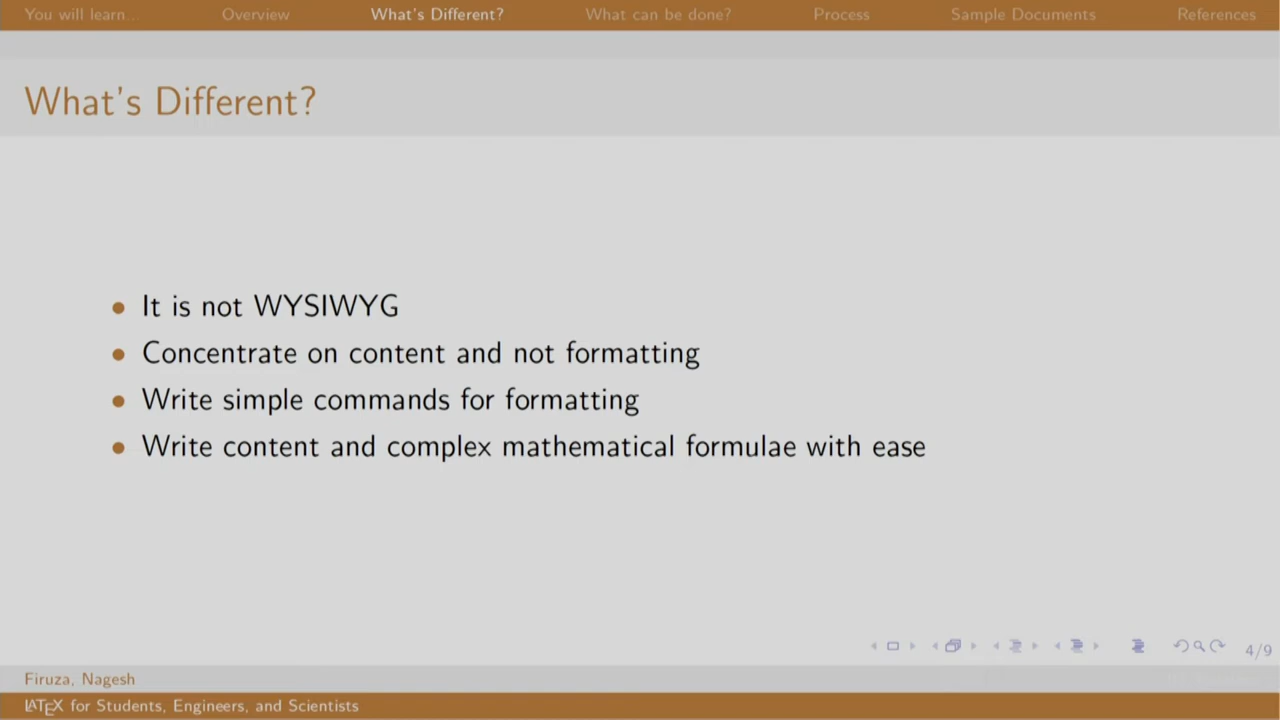 You will learn... Overview What's Different? What can be done? Process Sample Documents References
What's Different?
• It is not WYSIWYG
• Concentrate on content and not formatting
• Write simple commands for formatting
• Write content and complex mathematical formulae with ease
4/9
Firuza, Nagesh
LATEX for Students, Engineers, and Scientists